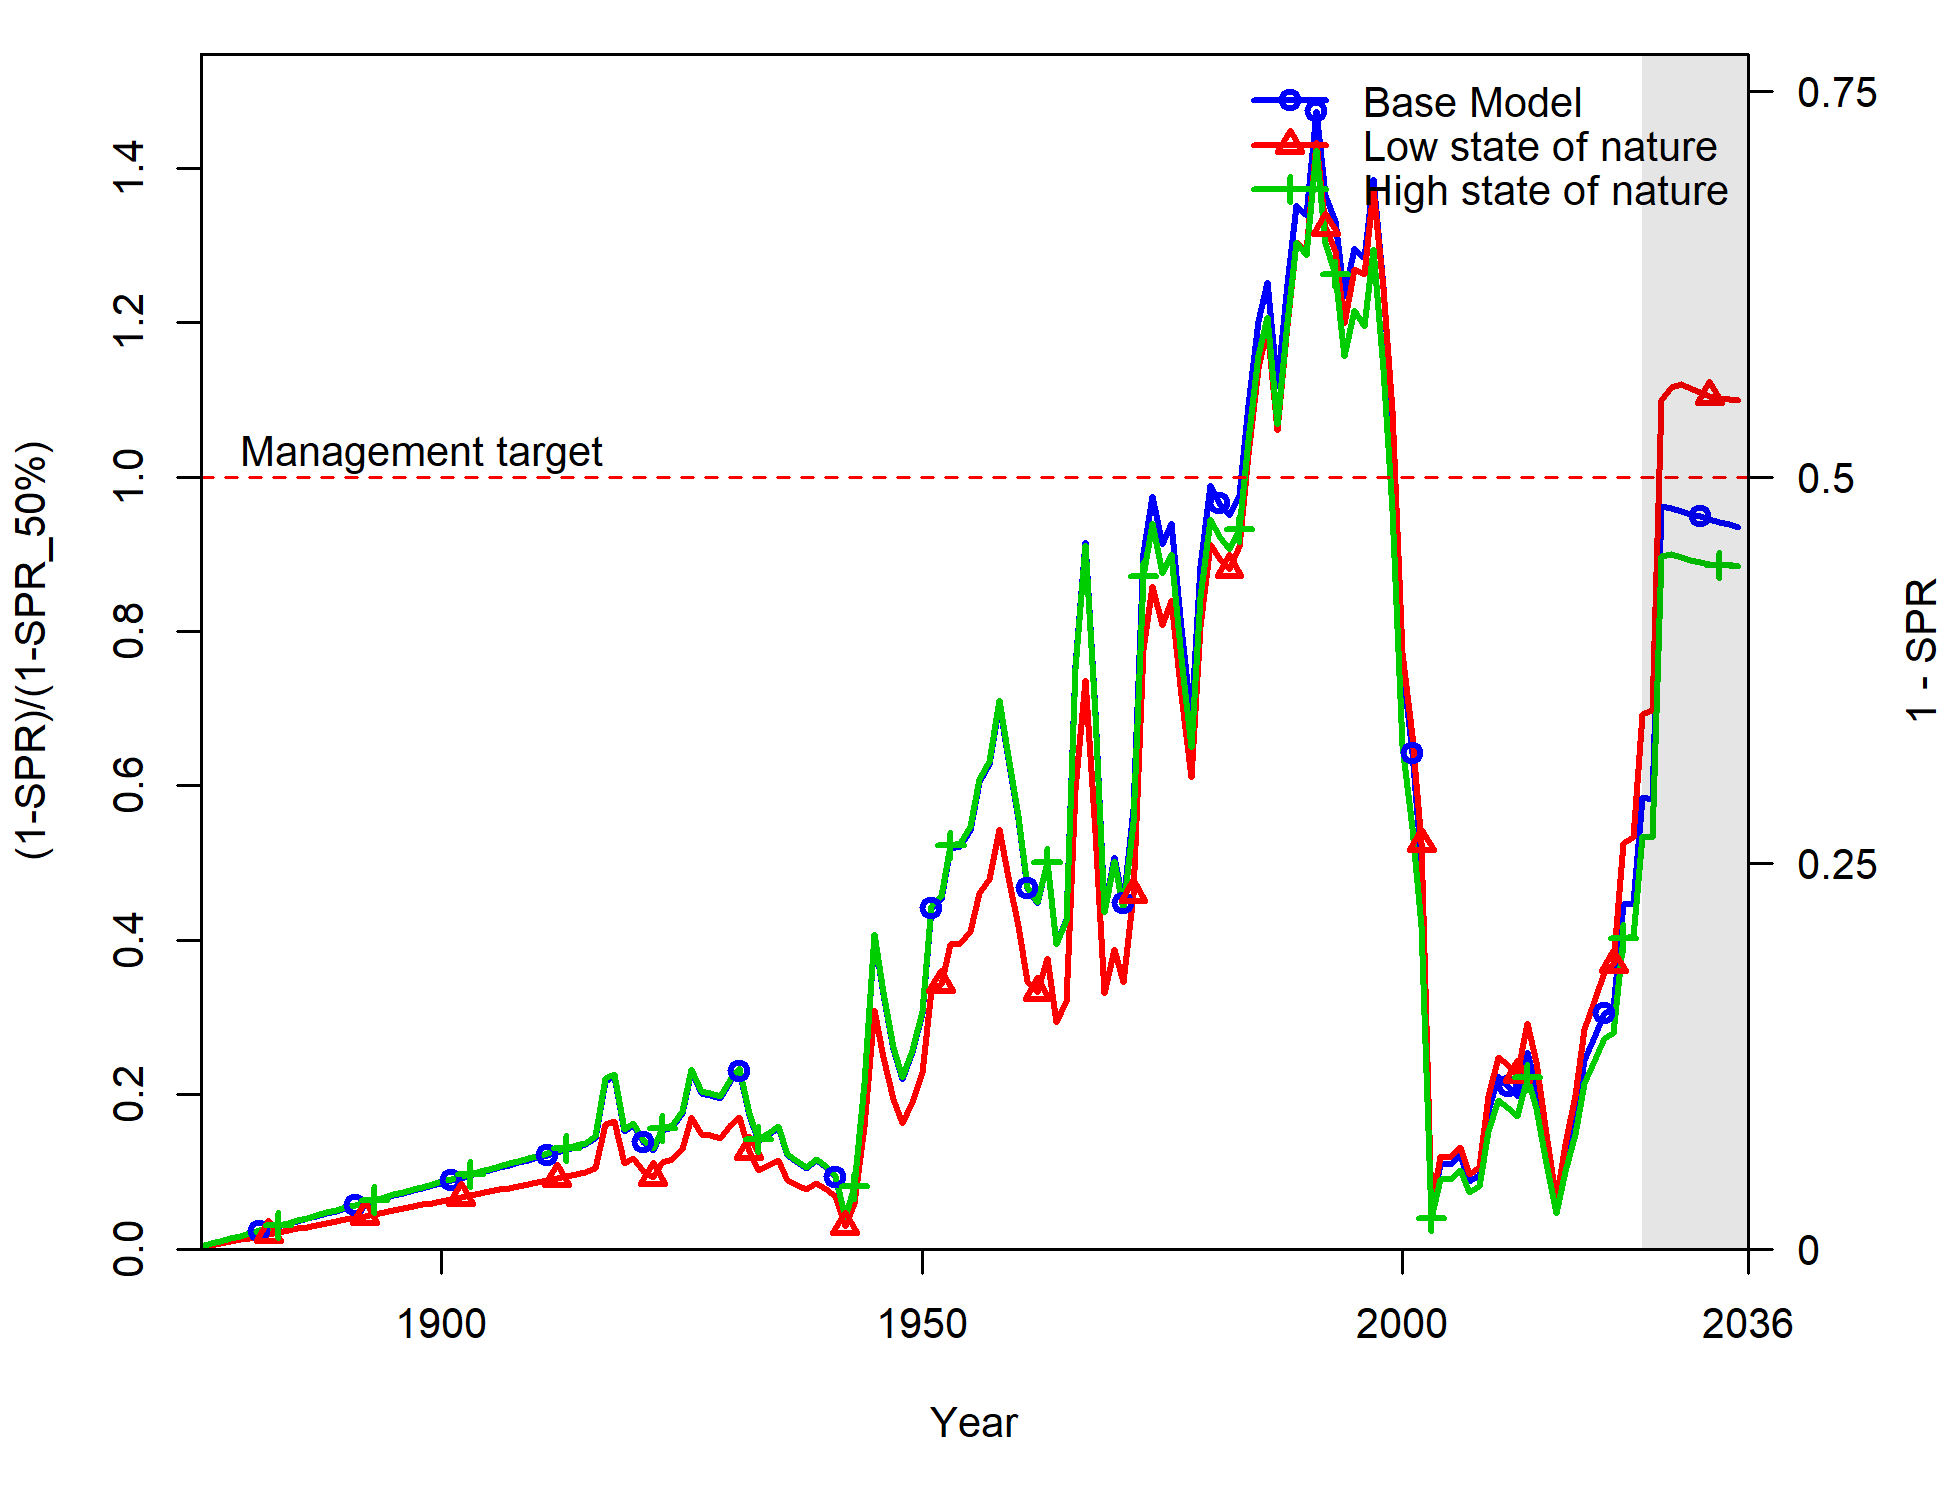 Base Model
Low state of nature
High state of nature
Management target
(1-SPR)/(1-SPR_50%)
0.0
0.2
0.4
0.6
0.8
1.0
1.2
1.4
1 - SPR
0.75
0.5
0.25
0
1900
1950
2000
2036
Year